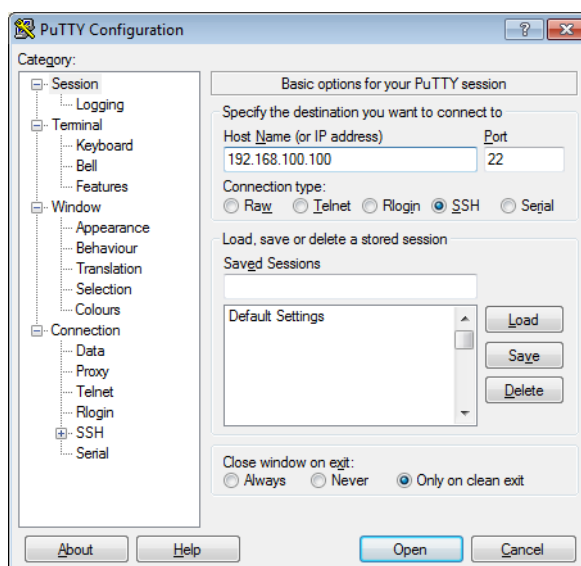 PuTTY Configuration
Category:
Session
Logging
Terminal
Keyboard
Bell
Features
Window
Appearance
Behaviour
Translation
Selection
Colours
Connection
Data
Proxy
Telnet
Rlogin
SSH
Serial
Basic options for your PuTTY session
Specify the destination you want to connect to
Host Name (or IP address) Port
192.168.100.100 22
Connection type:
Raw Telnet Rlogin SSH Serial
Load, save or delete a stored session
Saved Sessions
Default Settings
Load
Save
Delete
Close window on exit:
Always Never Only on clean exit
About Help Open Cancel